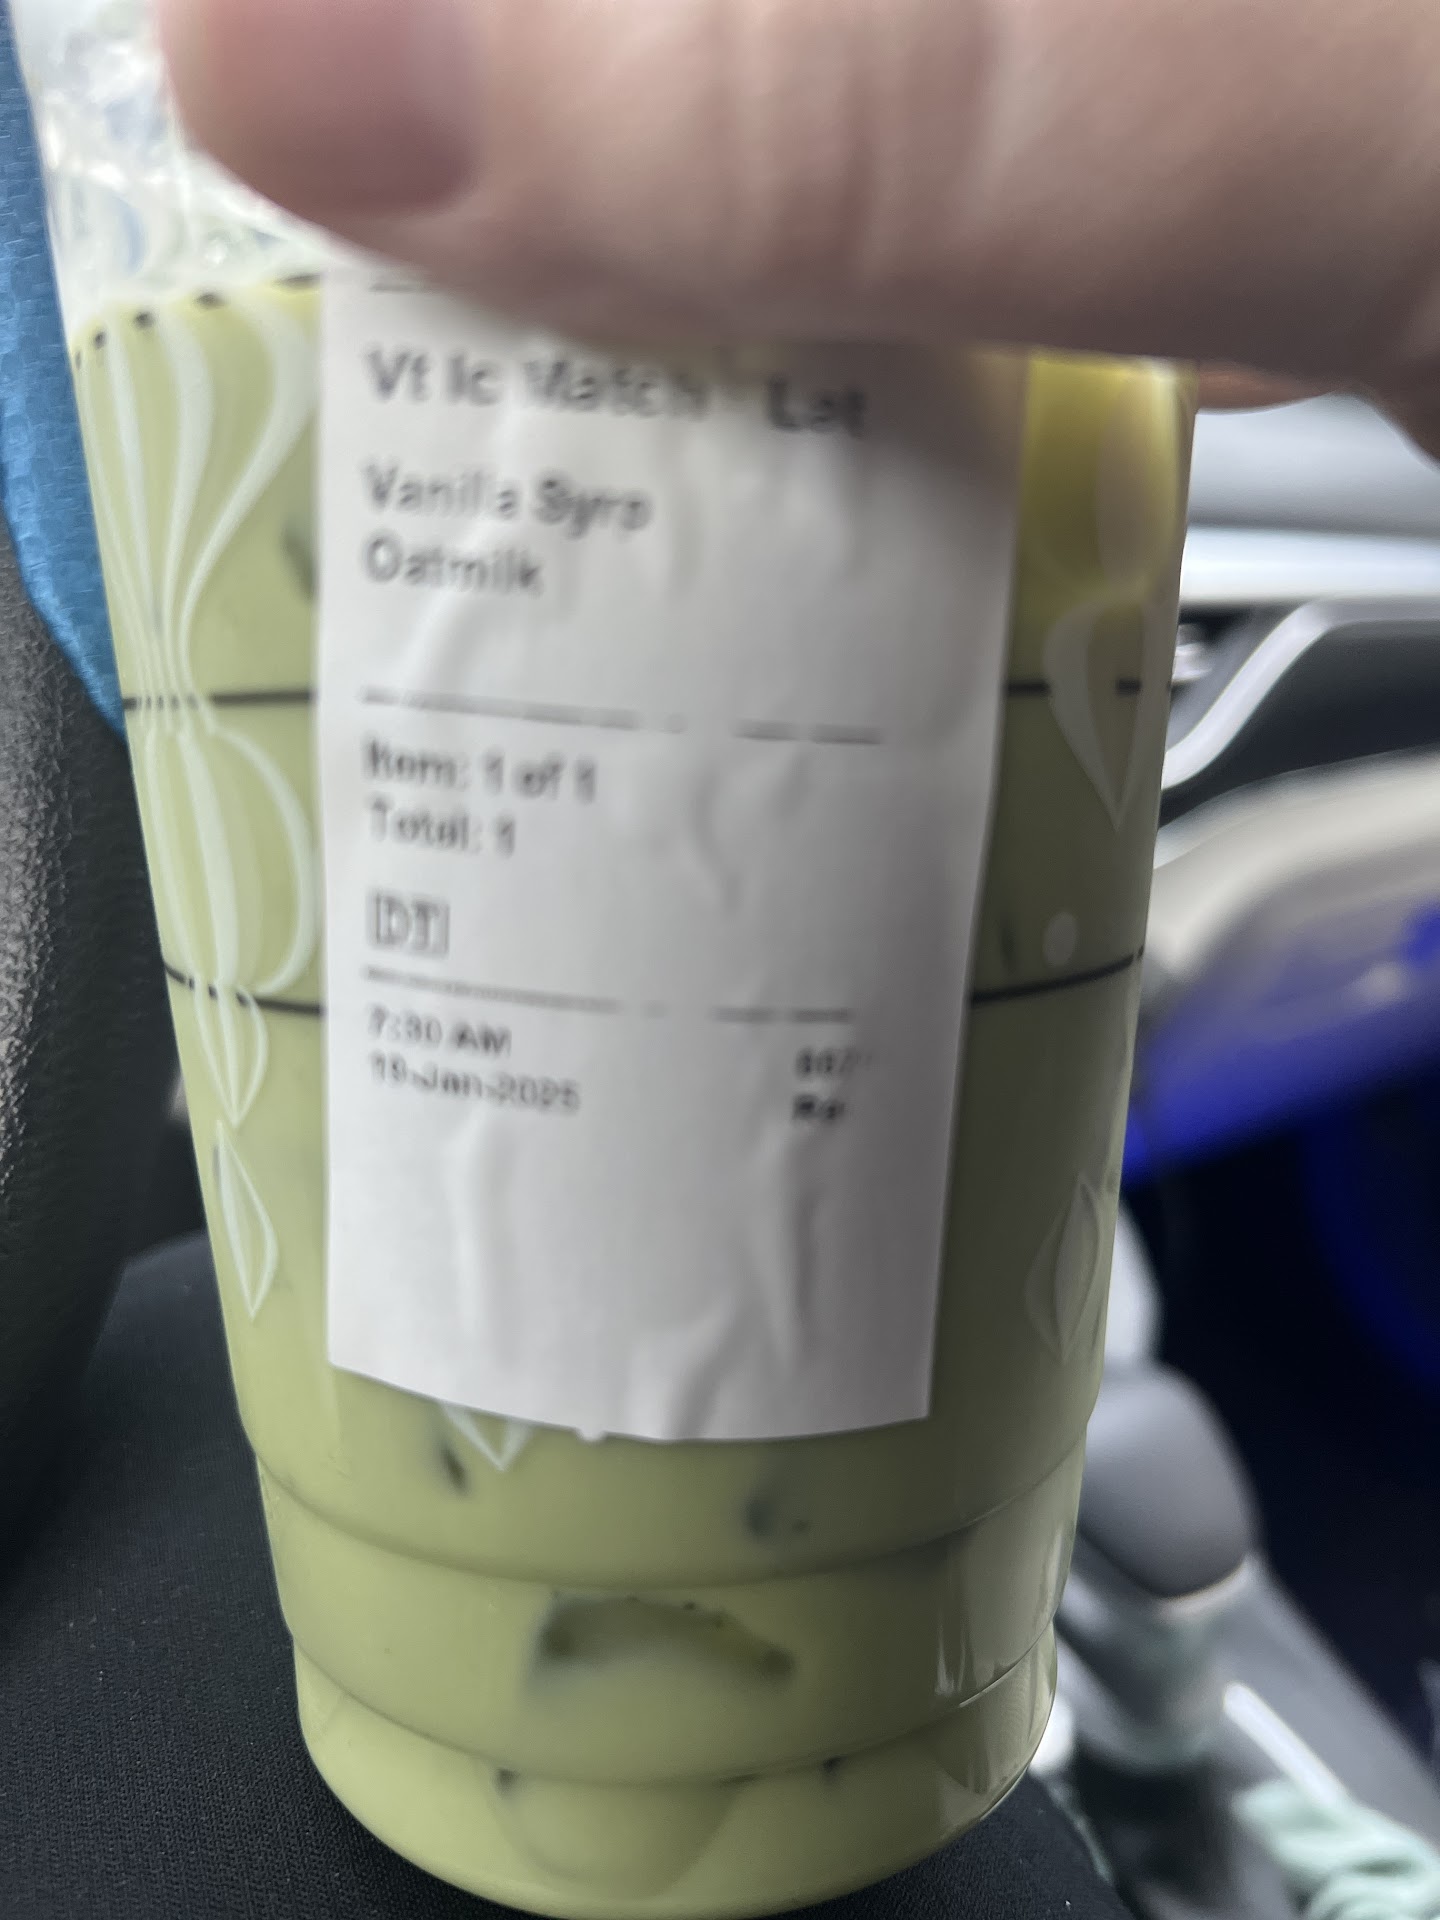 Vt Ic Matcha Lat
Vanilla Syrp
Oatmilk
Item: 1 of 1
Total: 1
DT
7:30 AM
19-Jan-2025